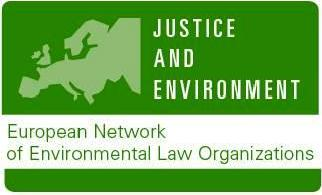 JUSTICE
AND
ENVIRONMENT
European Network
of Environmental Law Organizations